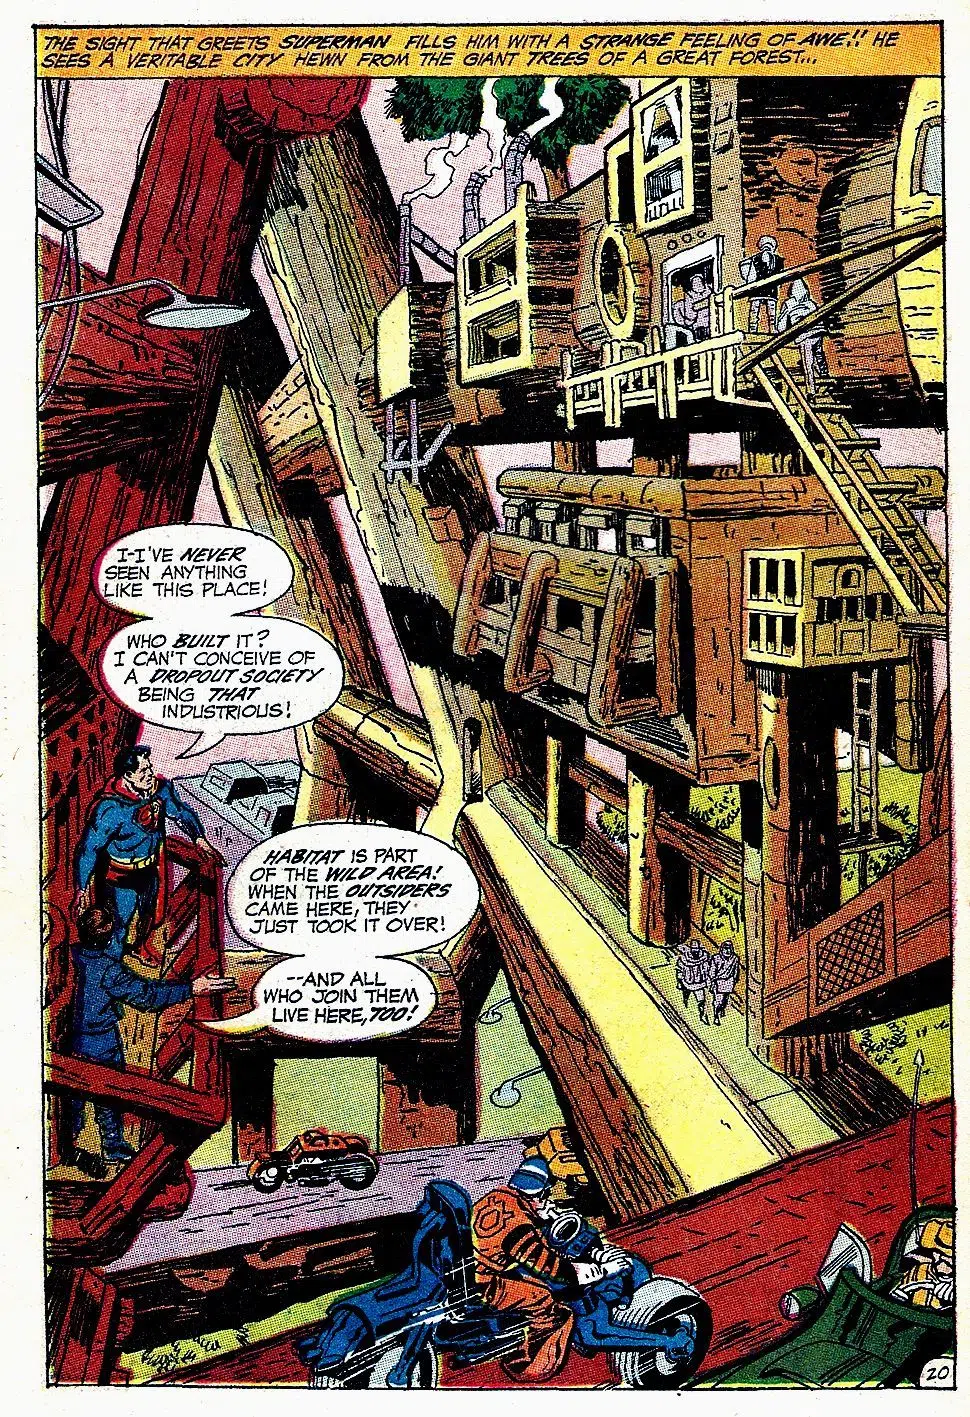 THE SIGHT THAT GREETS SUPERMAN FILLS HIM WITH A STRANGE FEELING OF AWE!! HE
SEES A VERITABLE CITY HEWN FROM THE GIANT TREES OF A GREAT FOREST...
I-I'VE NEVER
SEEN ANYTHING
LIKE THIS PLACE!
WHO BUILT IT?
I CAN'T CONCEIVE OF
A DROPOUT SOCIETY
BEING THAT
INDUSTRIOUS!
HABITAT IS PART
OF THE WILD AREA!
WHEN THE OUTSIDERS
CAME HERE, THEY
JUST TOOK IT OVER!
--AND ALL
WHO JOIN THEM
LIVE HERE, TOO!
20